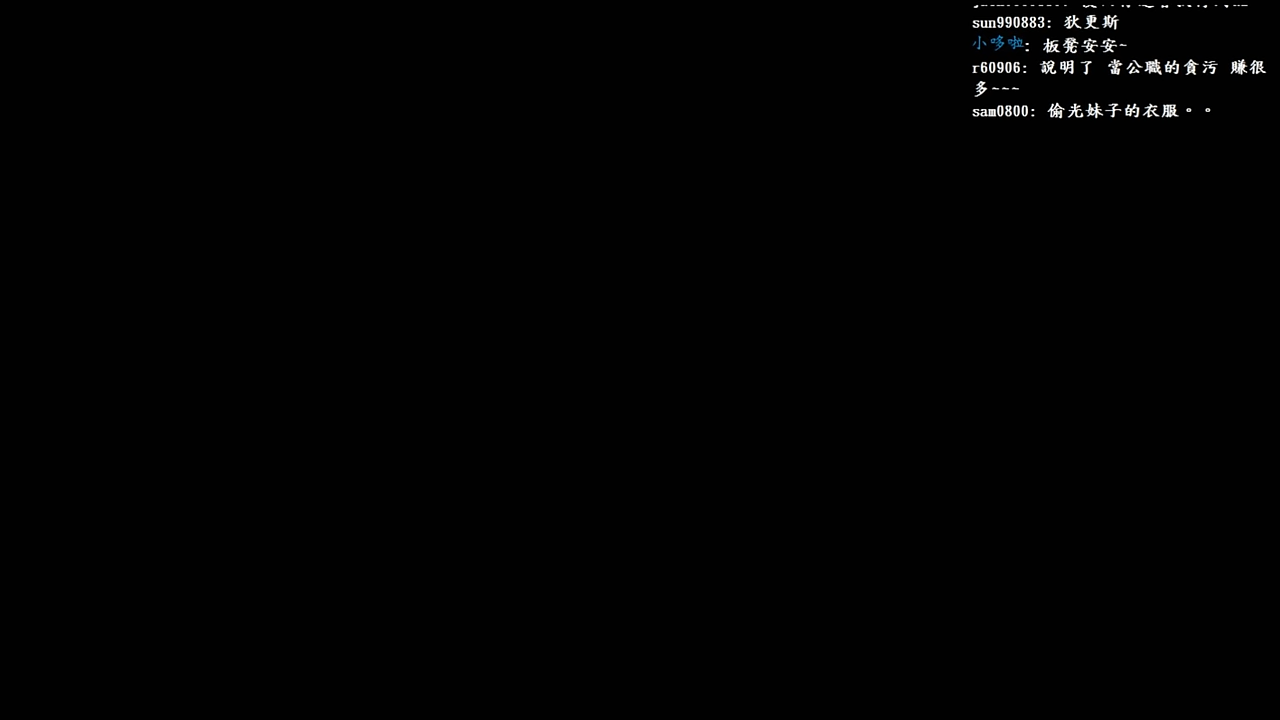 sun990883: 狄更斯
小哆啦: 板凳安安~
r60906: 說明了 當公職的貪污 賺很
多~~~
sam0800: 偷光妹子的衣服。。